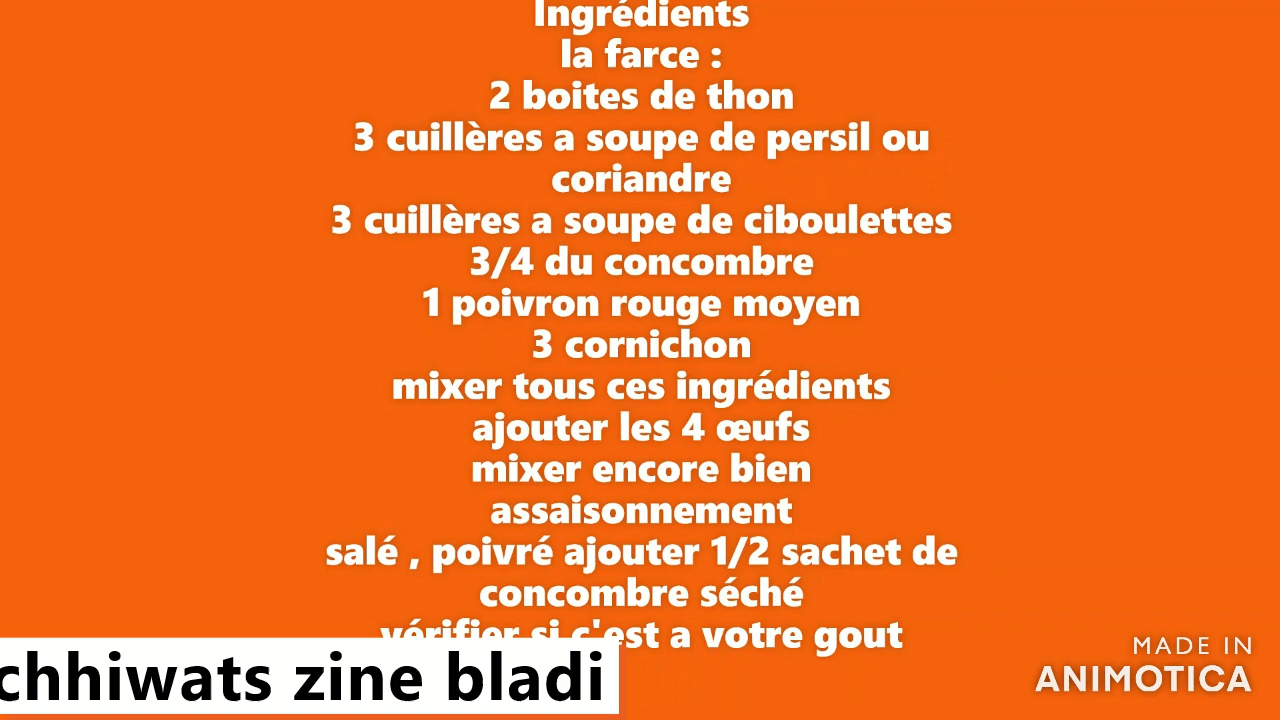 Ingrédients
la farce :
2 boites de thon
3 cuillères a soupe de persil ou
coriandre
3 cuillères a soupe de ciboulettes
3/4 du concombre
1 poivron rouge moyen
3 cornichon
mixer tous ces ingrédients
ajouter les 4 œufs
mixer encore bien
assaisonnement
salé , poivré ajouter 1/2 sachet de
concombre séché
vérifier si c'est a votre gout
chhiwats zine bladi
MADE IN
ANIMOTICA